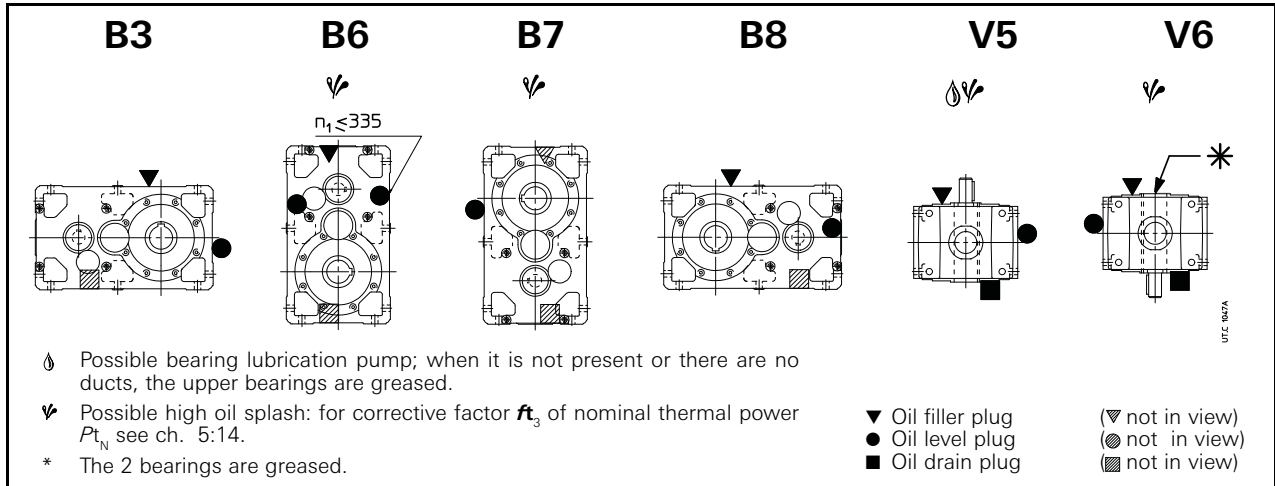 B3 B6 B7 B8 V5 V6
n₁≤335
UT.C 1047A
Possible bearing lubrication pump; when it is not present or there are no
ducts, the upper bearings are greased.
Possible high oil splash: for corrective factor ft₃ of nominal thermal power
Pt_N see ch. 5:14.
* The 2 bearings are greased.
▼ Oil filler plug (▼ not in view)
● Oil level plug (● not in view)
■ Oil drain plug (■ not in view)